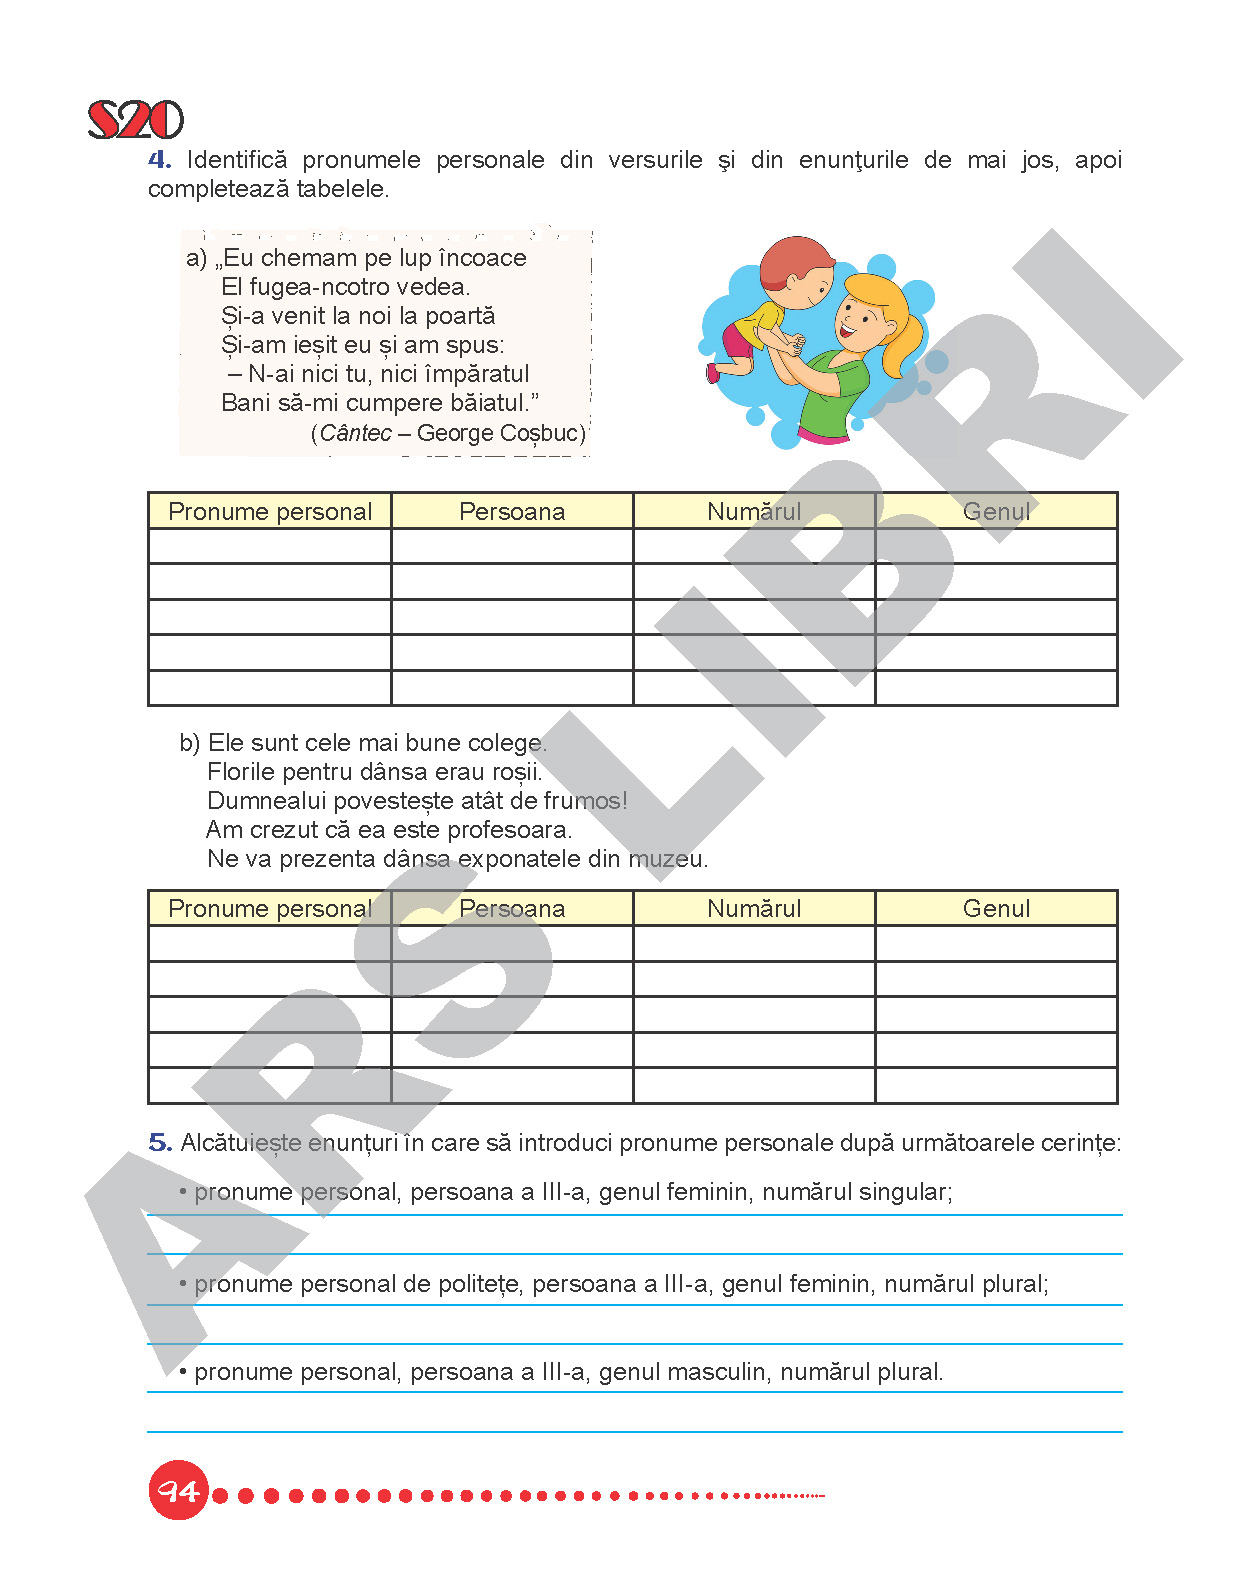 S20
4. Identifică pronumele personale din versurile şi din enunţurile de mai jos, apoi
completează tabelele.
a) „Eu chemam pe lup încoace
El fugea-ncotro vedea.
Și-a venit la noi la poartă
Și-am ieșit eu și am spus:
– N-ai nici tu, nici împăratul
Bani să-mi cumpere băiatul.”
(Cântec – George Coșbuc)
Pronume personal Persoana Numărul Genul
b) Ele sunt cele mai bune colege.
Florile pentru dânsa erau roșii.
Dumnealui povestește atât de frumos!
Am crezut că ea este profesoara.
Ne va prezenta dânsa exponatele din muzeu.
Pronume personal Persoana Numărul Genul
5. Alcătuiește enunțuri în care să introduci pronume personale după următoarele cerințe:
• pronume personal, persoana a III-a, genul feminin, numărul singular;
• pronume personal de politețe, persoana a III-a, genul feminin, numărul plural;
• pronume personal, persoana a III-a, genul masculin, numărul plural.
94
ARS LIBRI